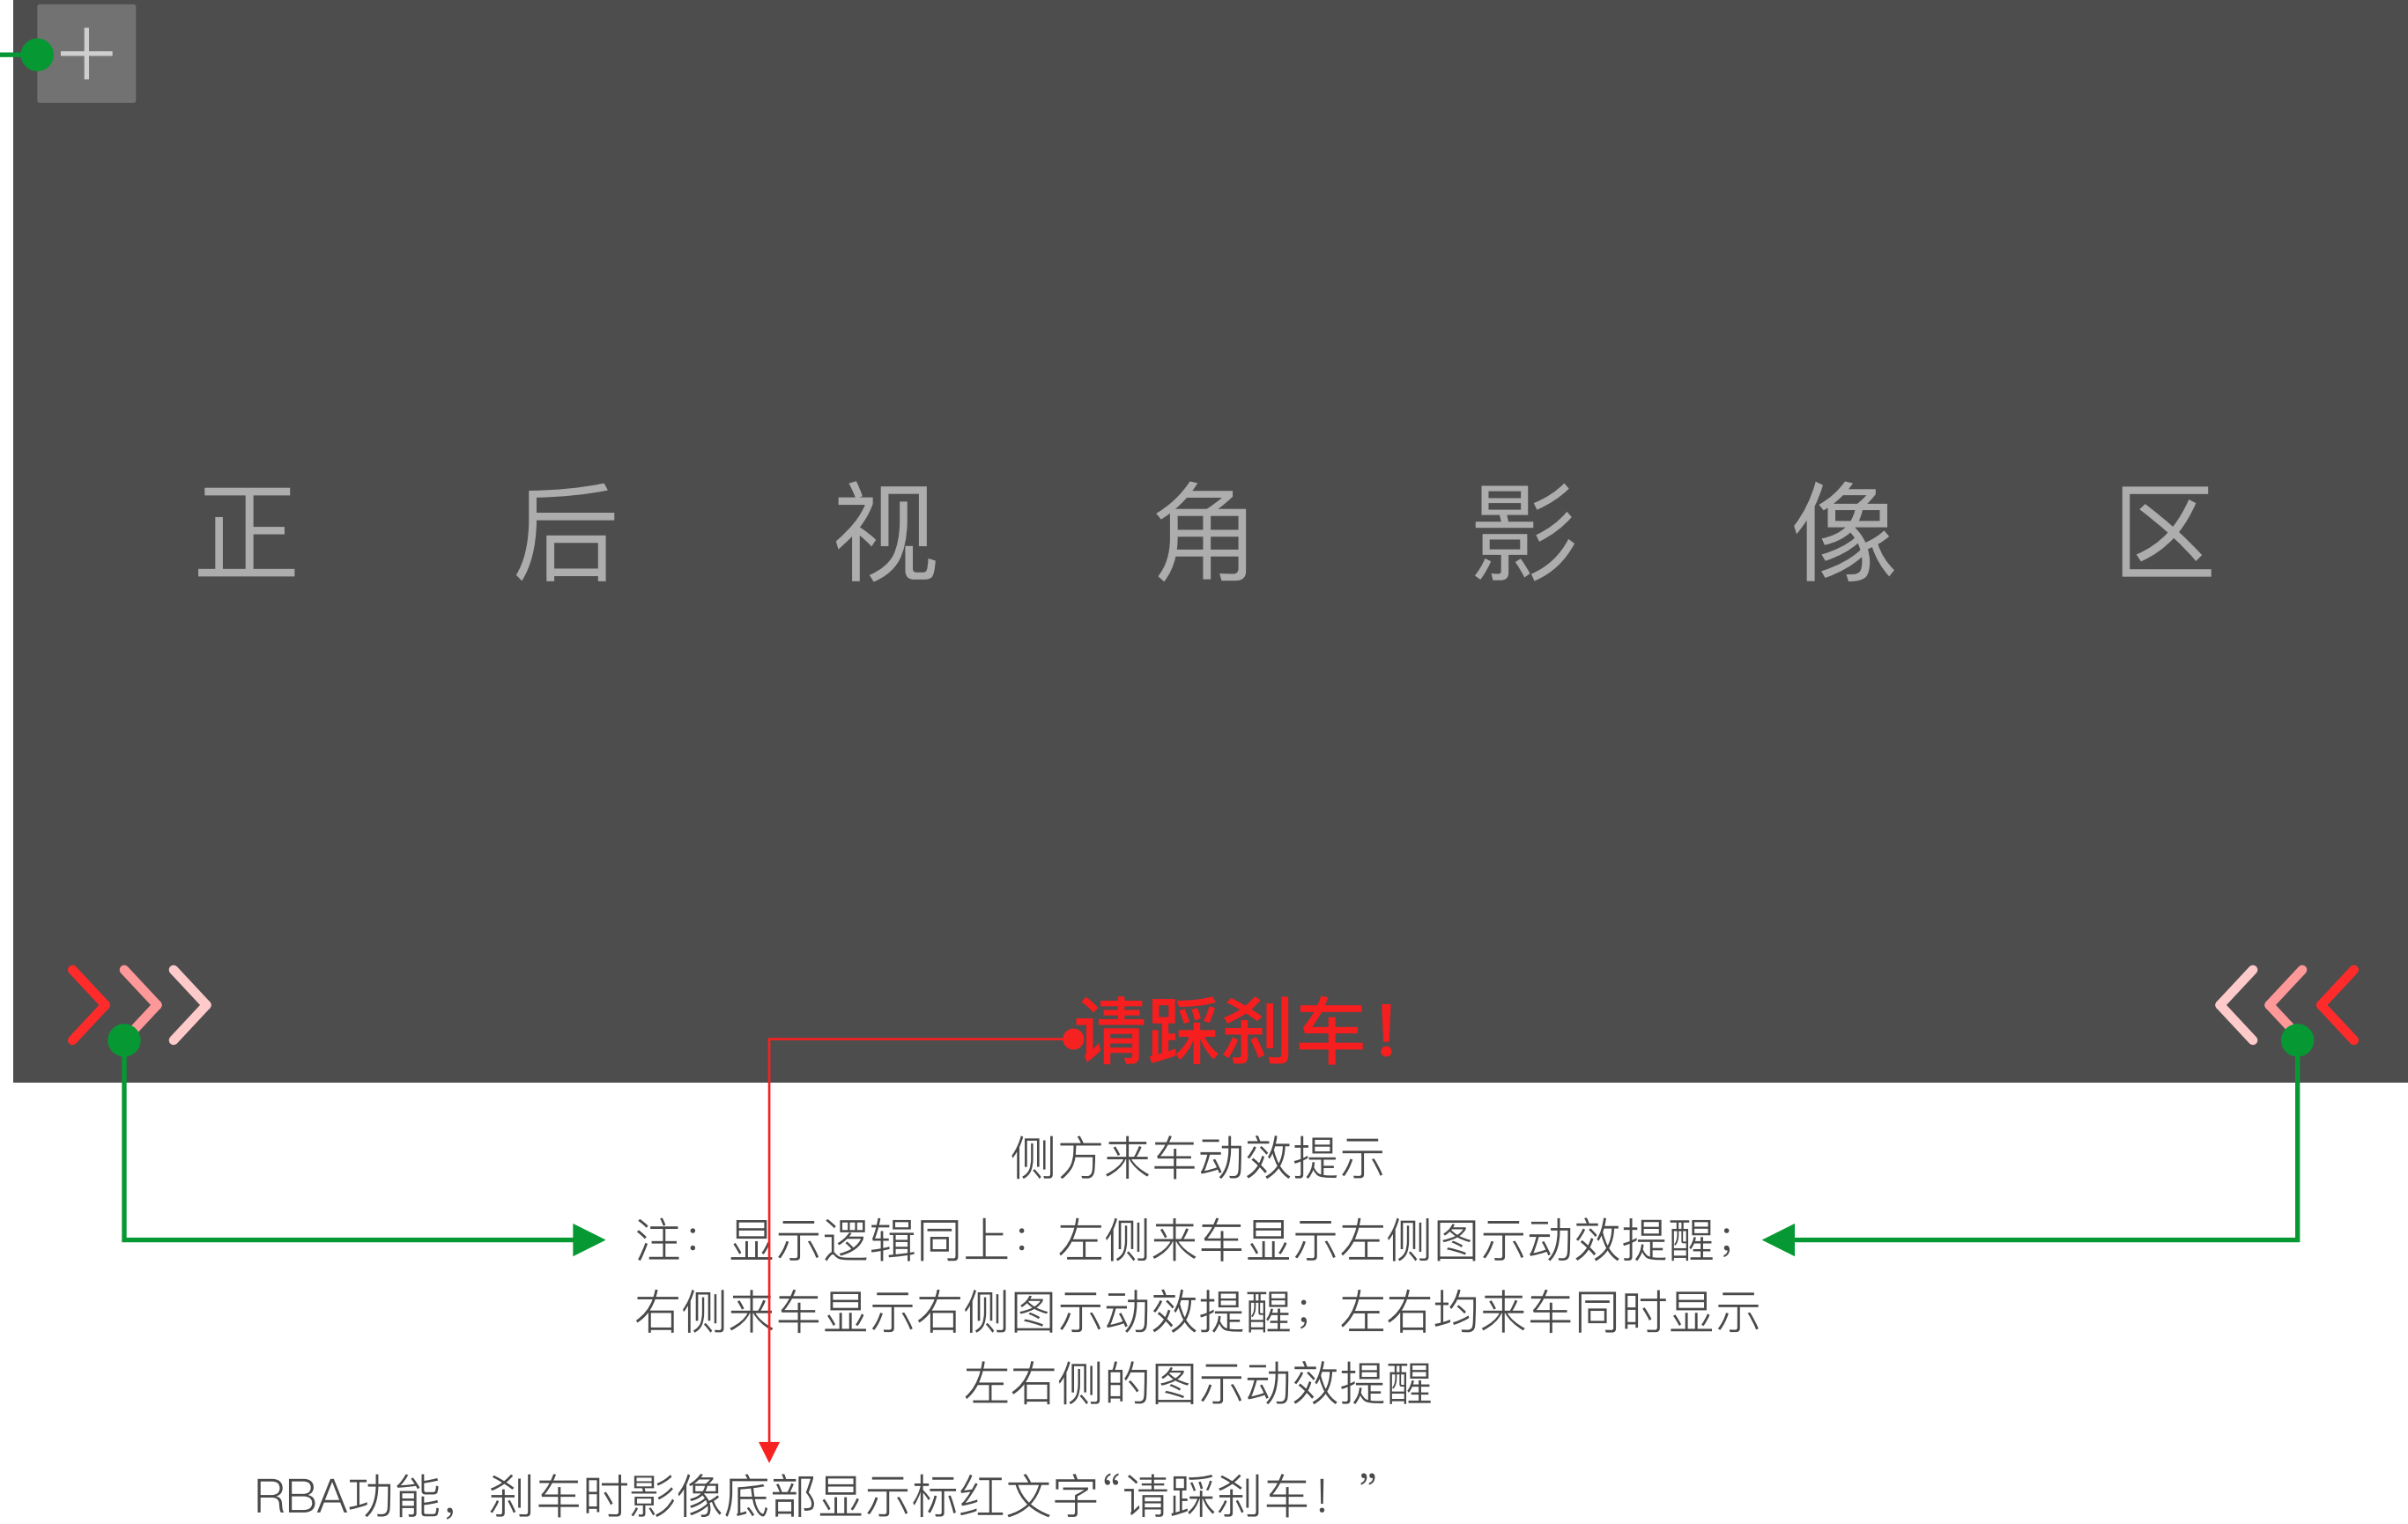 正后视角影像区
请踩刹车！
侧方来车动效提示
注：显示逻辑同上：左侧来车显示左侧图示动效提醒；
右侧来车显示右侧图示动效提醒；左右均来车同时显示
左右侧的图示动效提醒
RBA功能，刹车时影像底部显示标红文字“请踩刹车！”